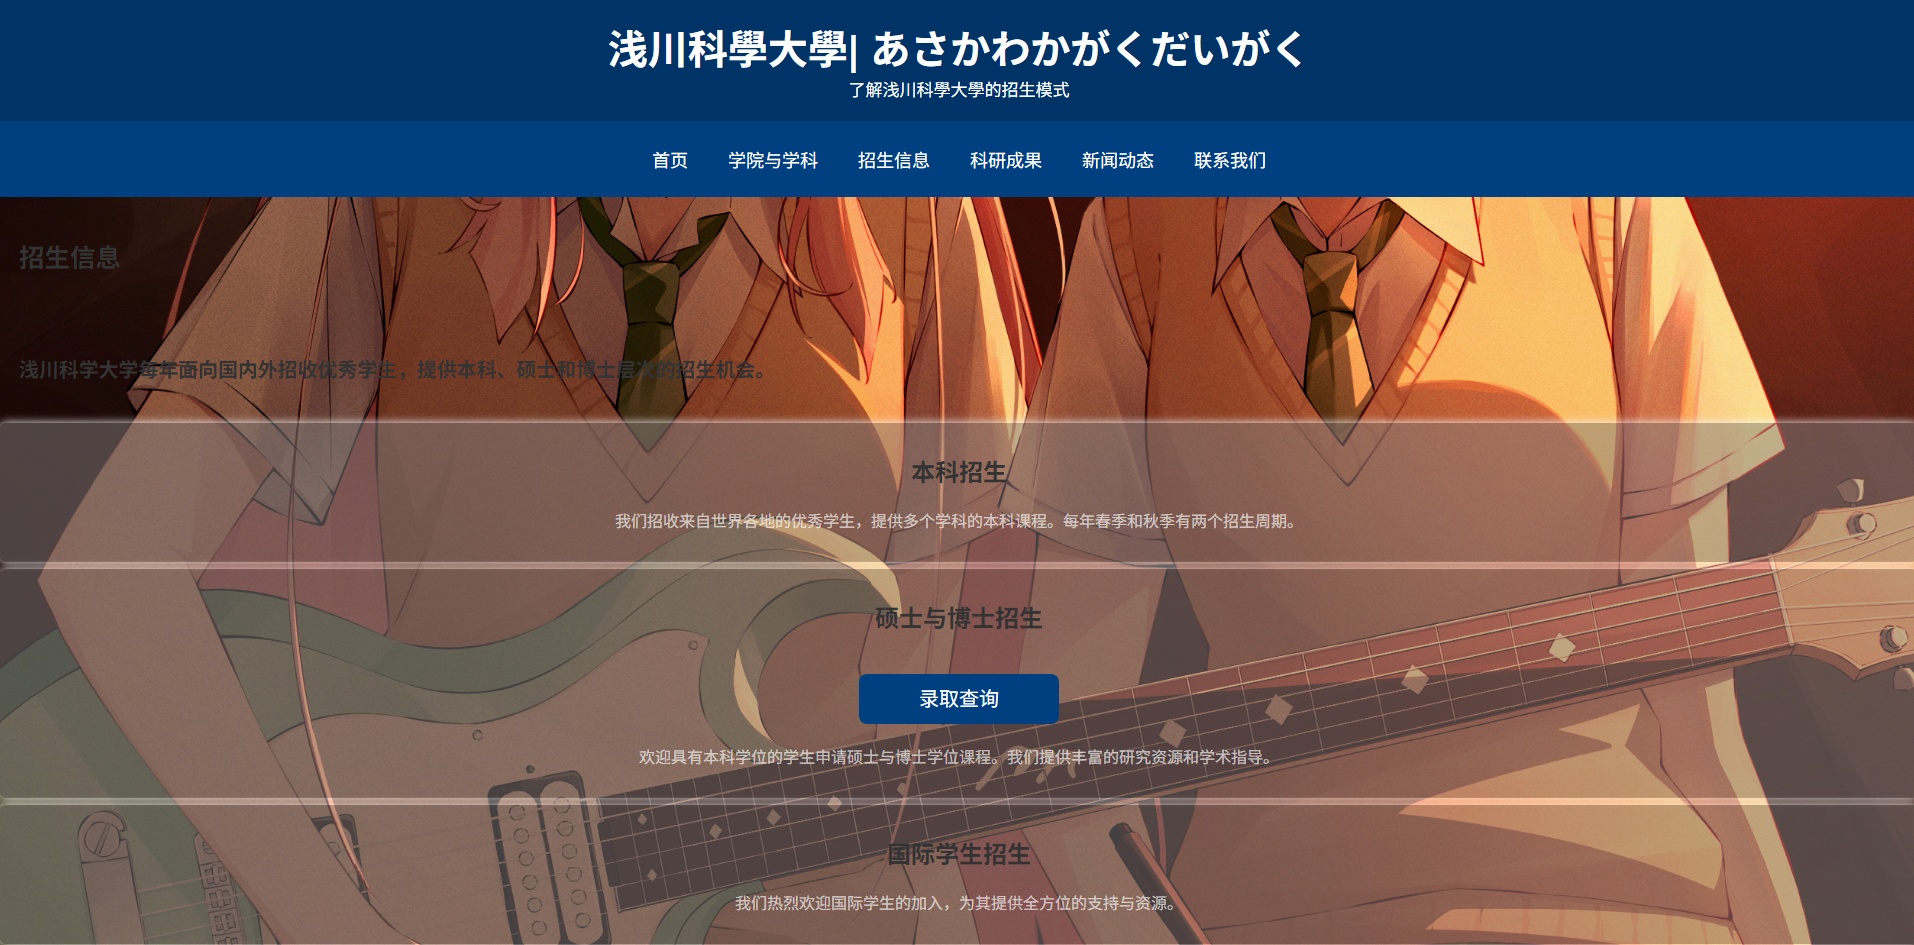 浅川科學大學| あさかわかがくだいがく
了解浅川科學大學的招生模式
首页 学院与学科 招生信息 科研成果 新闻动态 联系我们
招生信息
浅川科学大学每年面向国内外招收优秀学生，提供本科、硕士和博士层次的招生机会。
本科招生
我们招收来自世界各地的优秀学生，提供多个学科的本科课程。每年春季和秋季有两个招生周期。
硕士与博士招生
录取查询
欢迎具有本科学位的学生申请硕士与博士学位课程。我们提供丰富的研究资源和学术指导。
国际学生招生
我们热烈欢迎国际学生的加入，为其提供全方位的支持与资源。